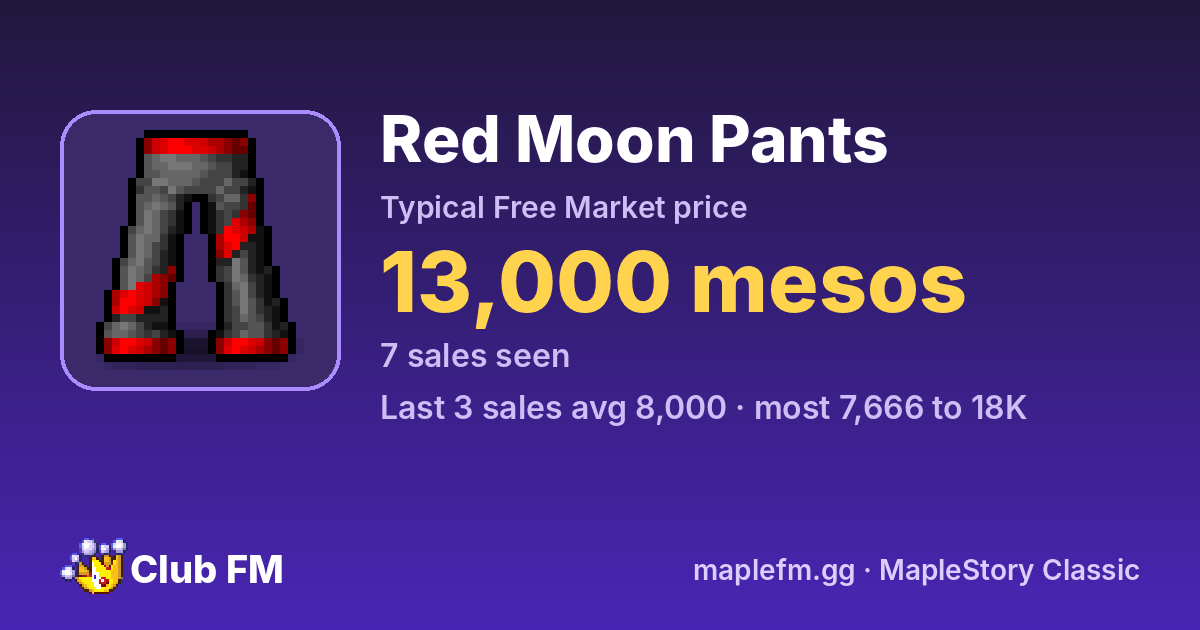 Red Moon Pants
Typical Free Market price
13,000 mesos
7 sales seen
Last 3 sales avg 8,000 · most 7,666 to 18K
Club FM
maplefm.gg · MapleStory Classic